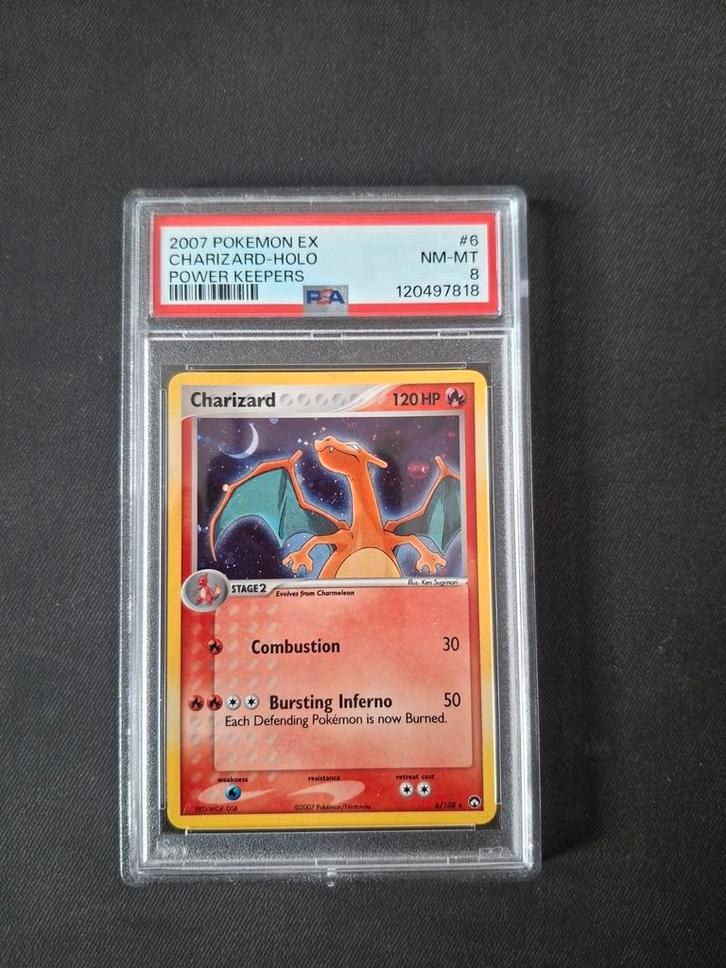 2007 POKEMON EX #6
CHARIZARD-HOLO NM-MT
POWER KEEPERS 8
PSA 120497818
Charizard 120 HP
Illus. Ken Sugimori
STAGE 2 Evolves from Charmeleon
Combustion 30
Bursting Inferno 50
Each Defending Pokémon is now Burned.
weakness resistance retreat cost
©2007 Pokémon/Nintendo 6/108